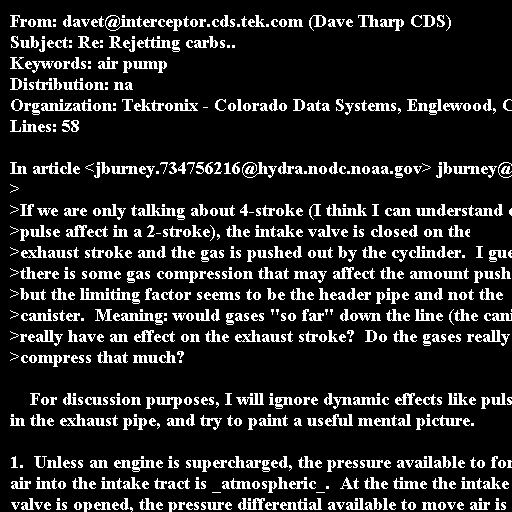 From: davet@interceptor.cds.tek.com (Dave Tharp CDS)
Subject: Re: Rejetting carbs..
Keywords: air pump
Distribution: na
Organization: Tektronix - Colorado Data Systems, Englewood, C
Lines: 58

In article <jburney.734756216@hydra.nodc.noaa.gov> jburney@
>
>If we are only talking about 4-stroke (I think I can understand
>pulse affect in a 2-stroke), the intake valve is closed on the
>exhaust stroke and the gas is pushed out by the cyclinder.  I gue
>there is some gas compression that may affect the amount push
>but the limiting factor seems to be the header pipe and not the
>canister.  Meaning: would gases "so far" down the line (the cani
>really have an effect on the exhaust stroke?  Do the gases really
>compress that much?

    For discussion purposes, I will ignore dynamic effects like puls
in the exhaust pipe, and try to paint a useful mental picture.

1.  Unless an engine is supercharged, the pressure available to for
air into the intake tract is _atmospheric_.  At the time the intake
valve is opened, the pressure differential available to move air is